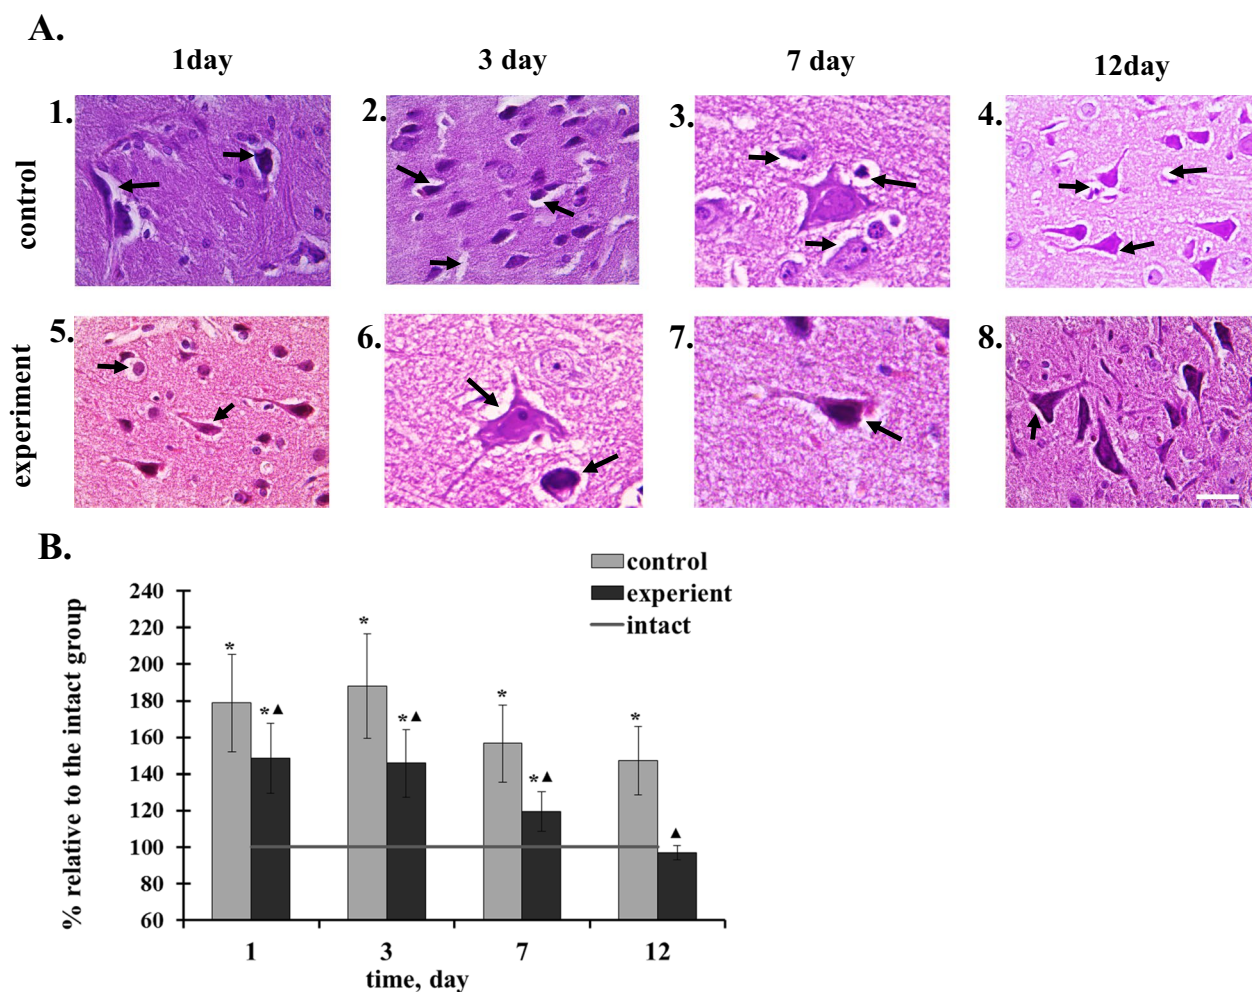 A.
1day 3 day 7 day 12day
control
1. 2. 3. 4.
experiment
5. 6. 7. 8.
B.
control
experient
intact
% relative to the intact group
240
220
200
180
160
140
120
100
80
60
* *▲ * *▲ * *▲ * ▲
1 3 7 12
time, day